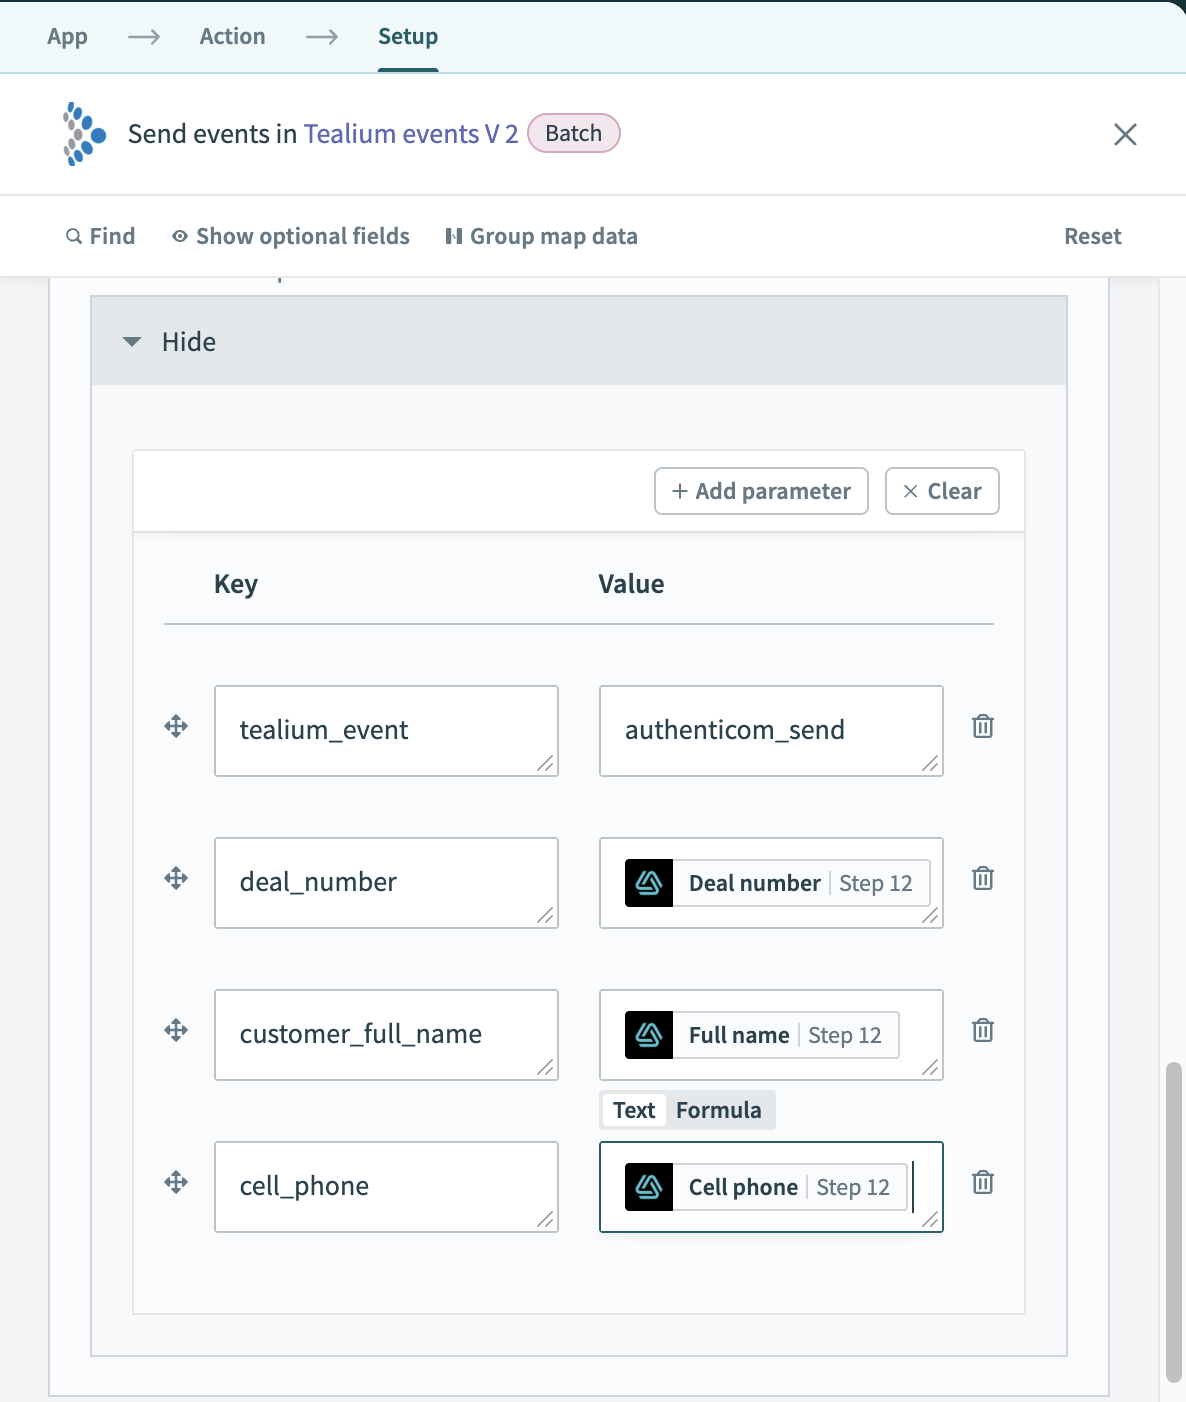 App → Action → Setup
Send events in Tealium events V 2 Batch
Find Show optional fields Group map data Reset
Hide
+ Add parameter × Clear
Key Value
tealium_event authenticom_send
deal_number Deal number Step 12
customer_full_name Full name Step 12
Text Formula
cell_phone Cell phone Step 12